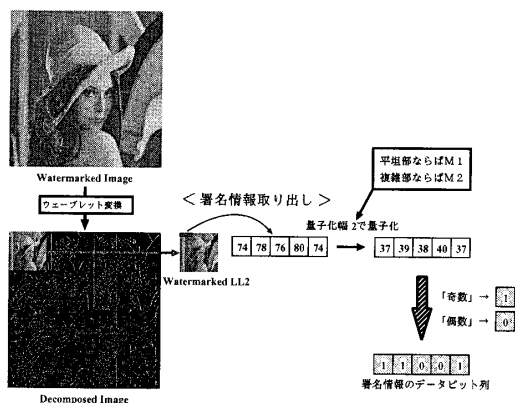 Watermarked Image
ウェーブレット変換
Decomposed Image
＜署名情報取り出し＞
Watermarked LL2
74 78 76 80 74
平坦部ならばM1
複雑部ならばM2
量子化幅 2で量子化
37 39 38 40 37
「奇数」→ 1
「偶数」→ 0
1 1 0 0 1
署名情報のデータビット列